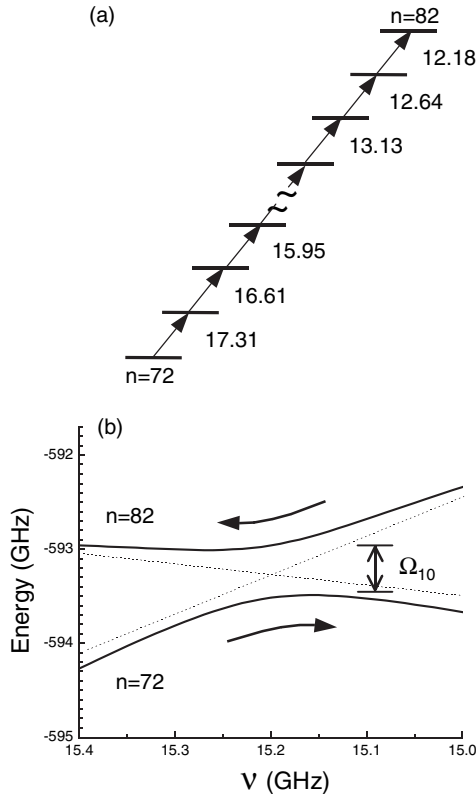 (a)
n=82
12.18
12.64
13.13
15.95
16.61
17.31
n=72
(b)
-592
n=82
-593
Ω10
-594
n=72
-595
15.4 15.3 15.2 15.1 15.0
Energy (GHz)
ν (GHz)